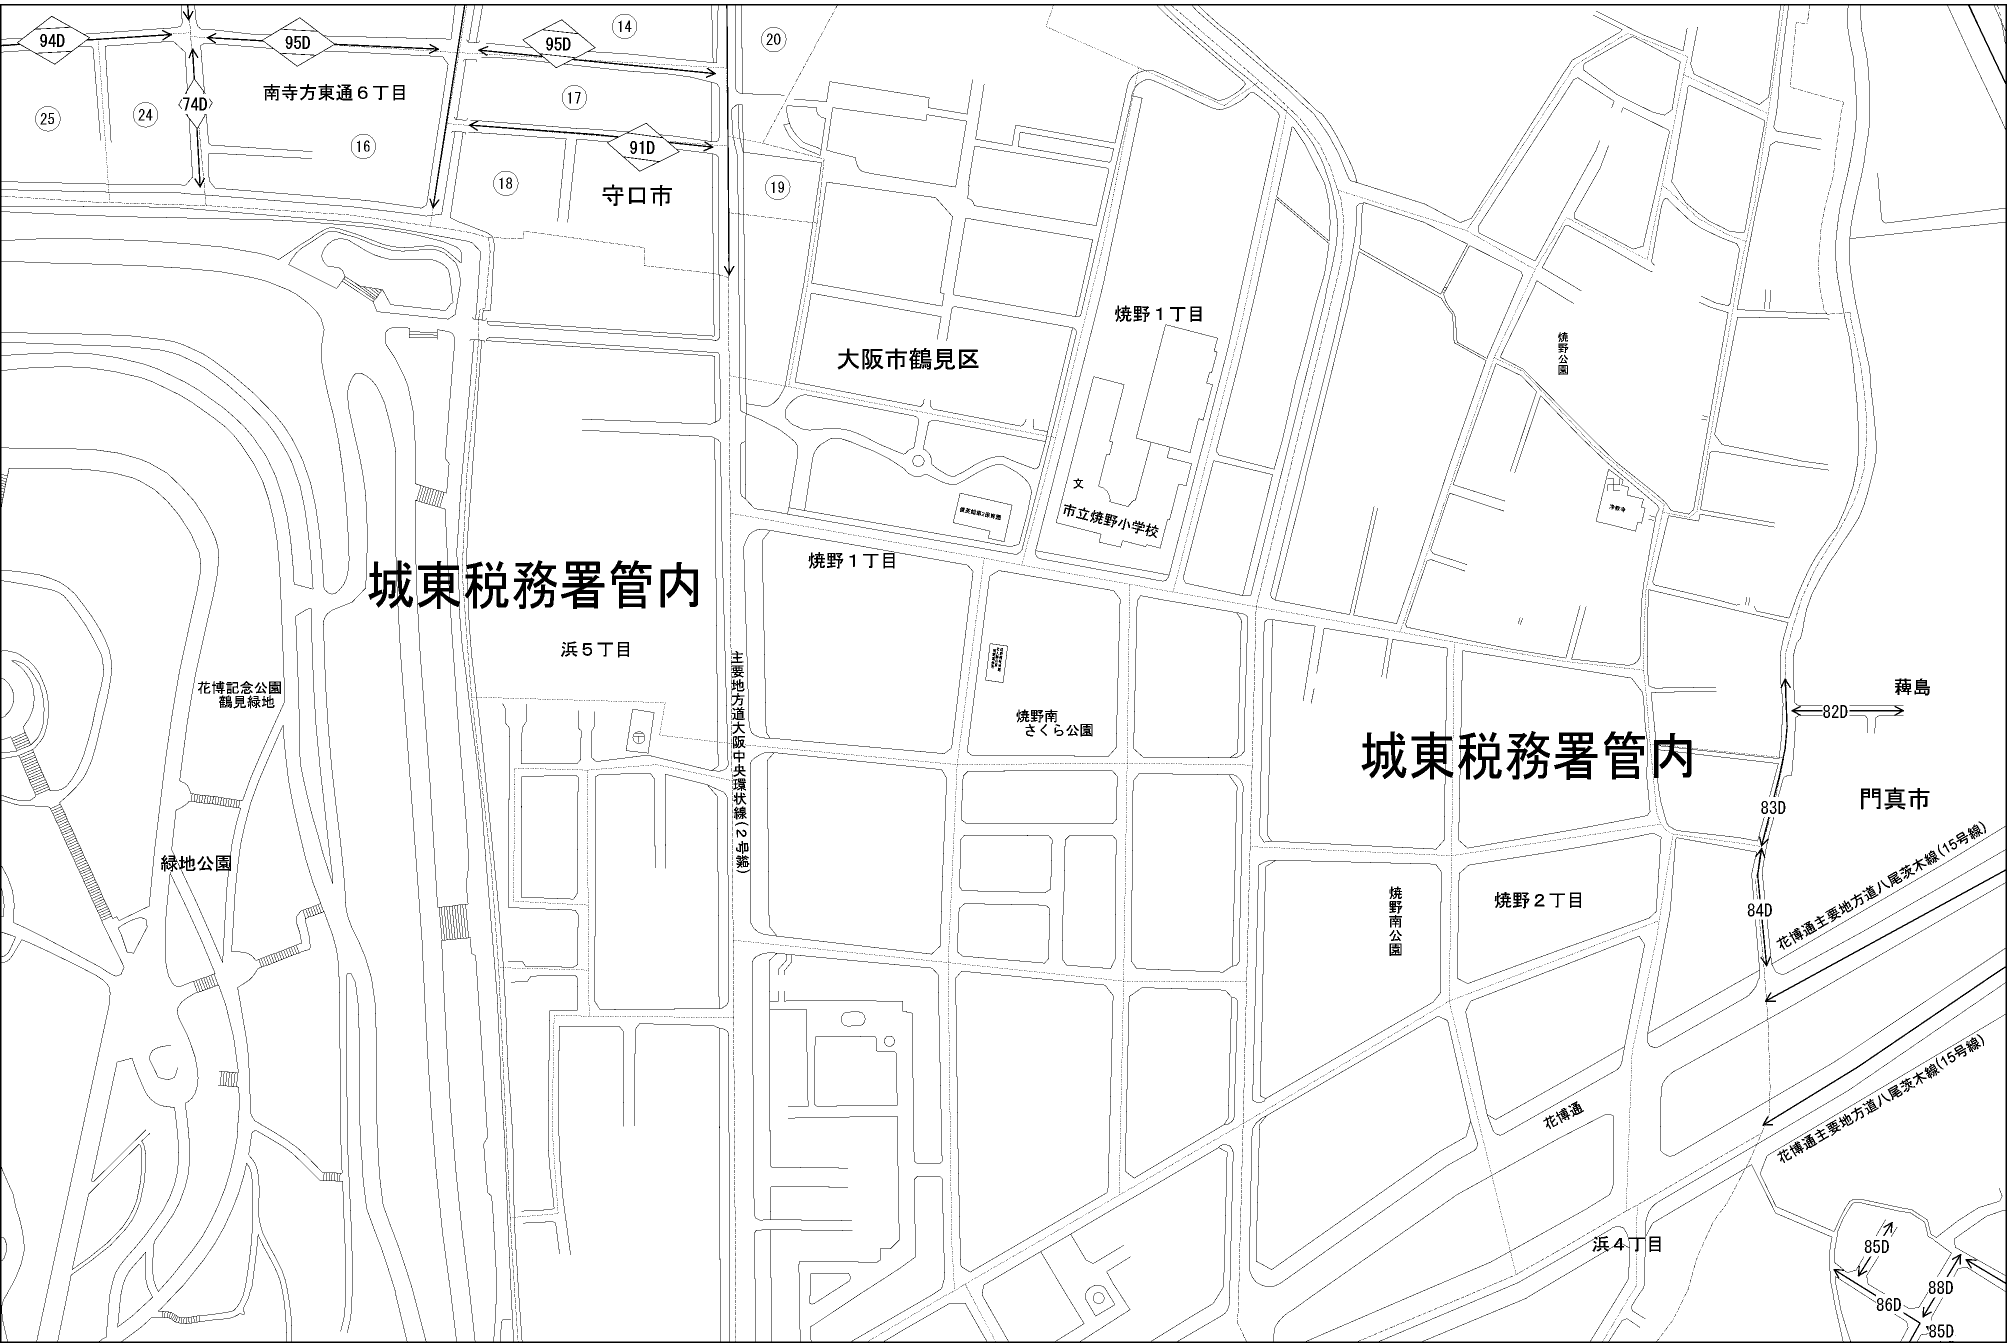 94D
95D
95D
14
20
74D
南寺方東通６丁目
17
25
24
16
91D
18
守口市
19
焼野１丁目
大阪市鶴見区
焼野公園
文
市立焼野小学校
焼野１丁目
城東税務署管内
浜５丁目
主要地方道大阪中央環状線(２号線)
花博記念公園
鶴見緑地
焼野南
さくら公園
城東税務署管内
薭島
82D
83D
門真市
花博通主要地方道八尾茨木線(15号線)
緑地公園
焼野南公園
焼野２丁目
84D
花博通主要地方道八尾茨木線(15号線)
花博通
浜４丁目
85D
88D
86D
85D